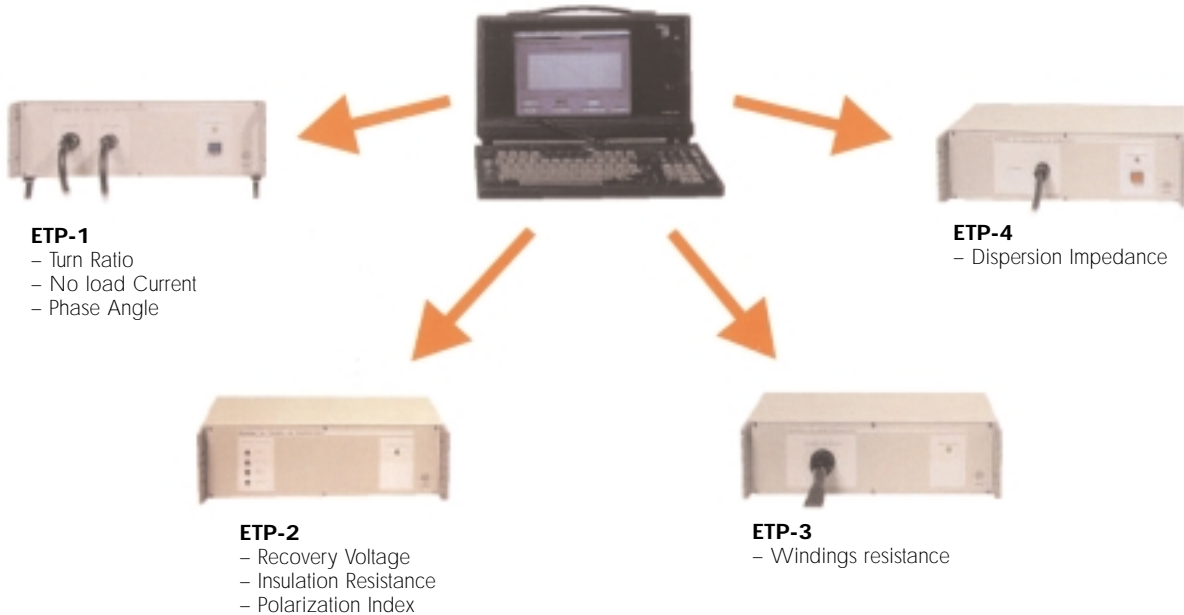 ETP-1
– Turn Ratio
– No load Current
– Phase Angle
ETP-4
– Dispersion Impedance
ETP-2
– Recovery Voltage
– Insulation Resistance
– Polarization Index
ETP-3
– Windings resistance